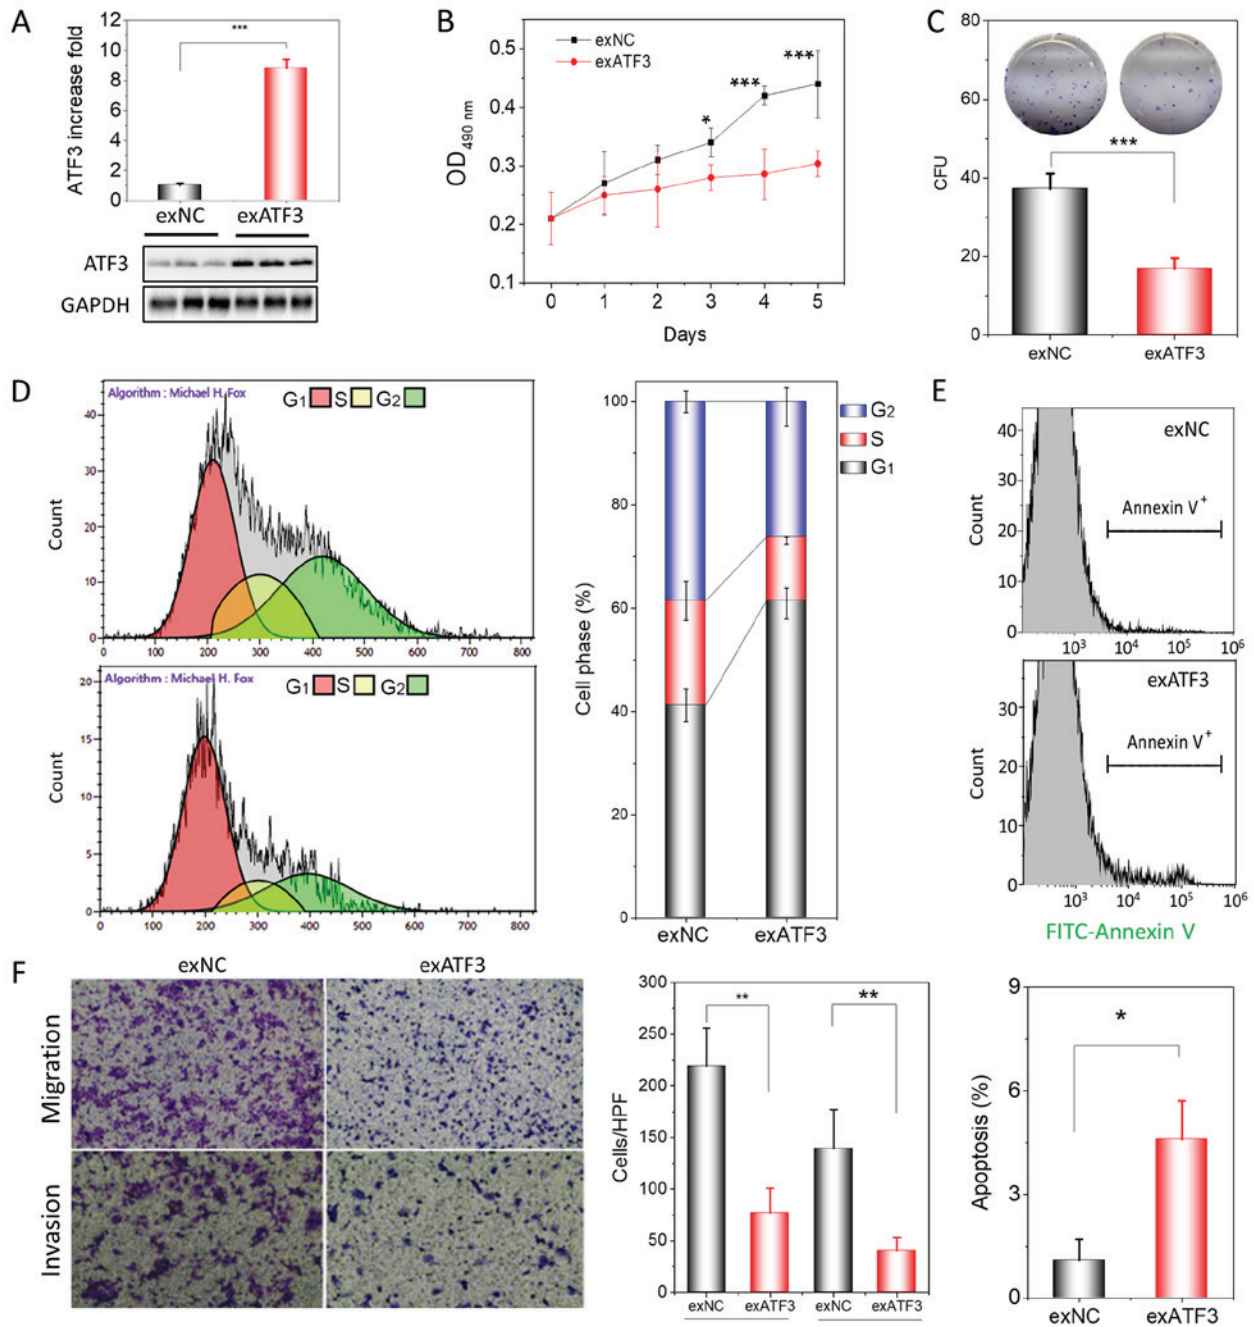 A
ATF3 increase fold
12
10
8
6
4
2
0
***
exNC
exATF3
ATF3
GAPDH
B
exNC
exATF3
OD490 nm
0.5
0.4
0.3
0.2
0.1
*
***
***
0 1 2 3 4 5
Days
C
CFU
80
60
40
20
0
***
exNC
exATF3
D
Algorithm : Michael H. Fox
G1 S G2
Count
40
30
20
10
0
0 100 200 300 400 500 600 700 800
Algorithm : Michael H. Fox
G1 S G2
Count
20
15
10
5
0
0 100 200 300 400 500 600 700 800
Cell phase (%)
100
80
60
40
20
0
G2
S
G1
exNC
exATF3
E
exNC
Annexin V+
Count
40
30
20
10
0
10³ 10⁴ 10⁵ 10⁶
exATF3
Annexin V+
Count
30
20
10
0
10³ 10⁴ 10⁵ 10⁶
FITC-Annexin V
Apoptosis (%)
9
6
3
0
*
exNC
exATF3
F
exNC
exATF3
Migration
Invasion
Cells/HPF
300
250
200
150
100
50
0
**
**
exNC exATF3 exNC exATF3